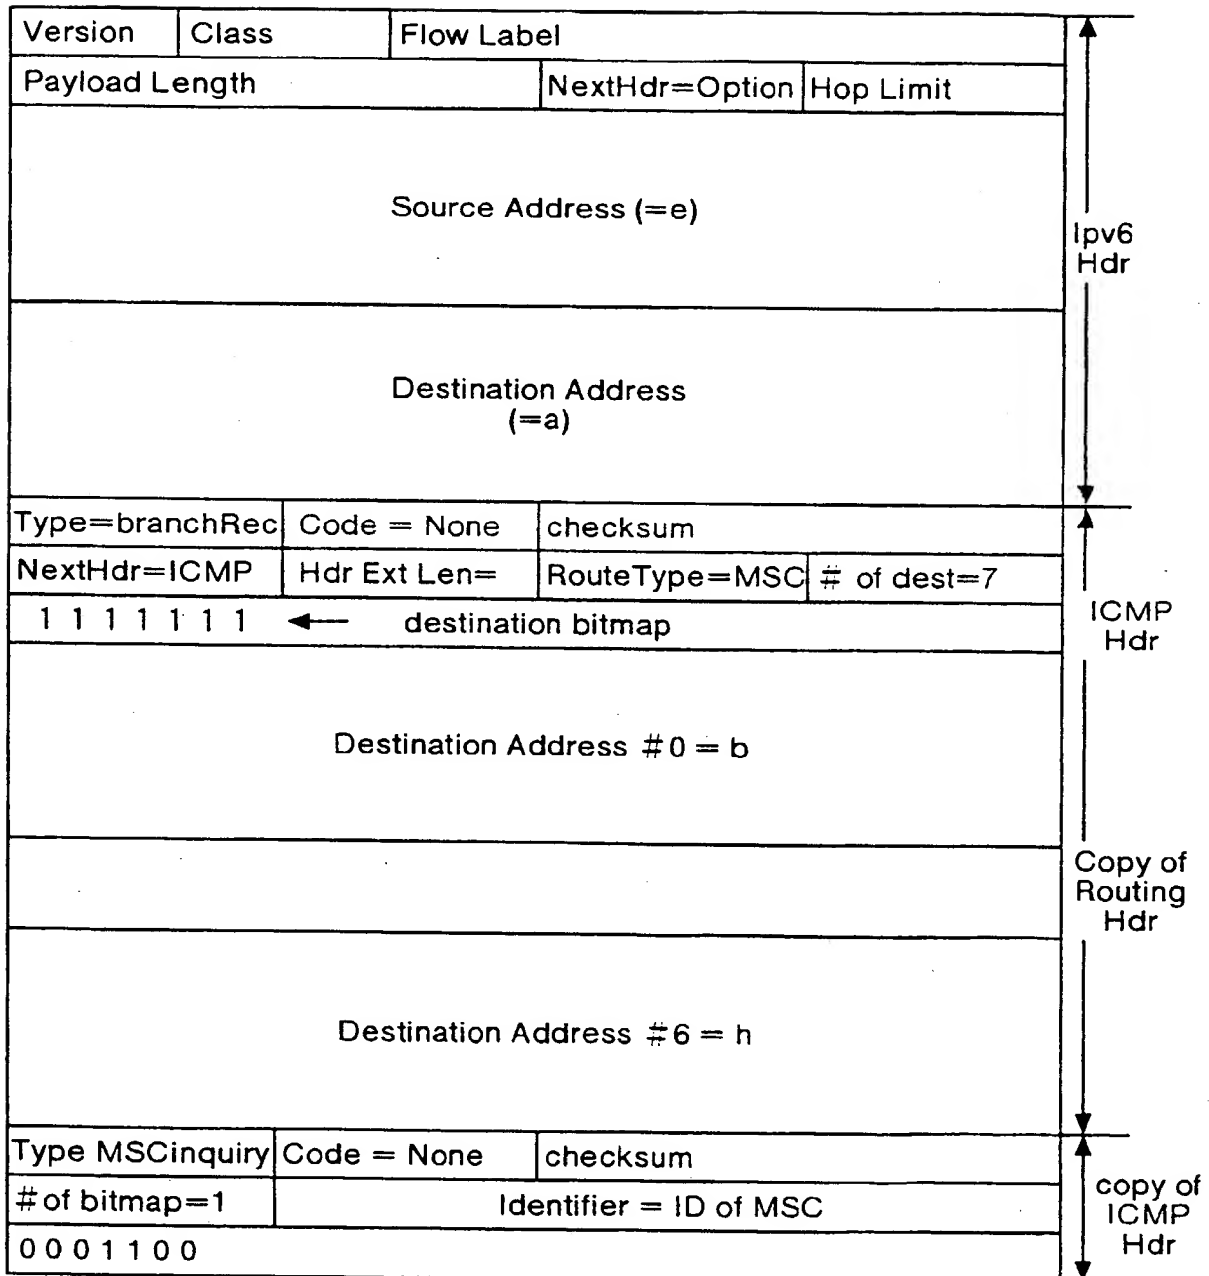 Version Class Flow Label
Payload Length NextHdr=Option Hop Limit
Source Address (=e)
Ipv6
Hdr
Destination Address
(=a)
Type=branchRec Code = None checksum
NextHdr=ICMP Hdr Ext Len= RouteType=MSC # of dest=7
1 1 1 1 1 1 1 destination bitmap
ICMP
Hdr
Destination Address #0 = b
Copy of
Routing
Hdr
Destination Address #6 = h
Type MSCinquiry Code = None checksum
# of bitmap=1 Identifier = ID of MSC
0 0 0 1 1 0 0
copy of
ICMP
Hdr